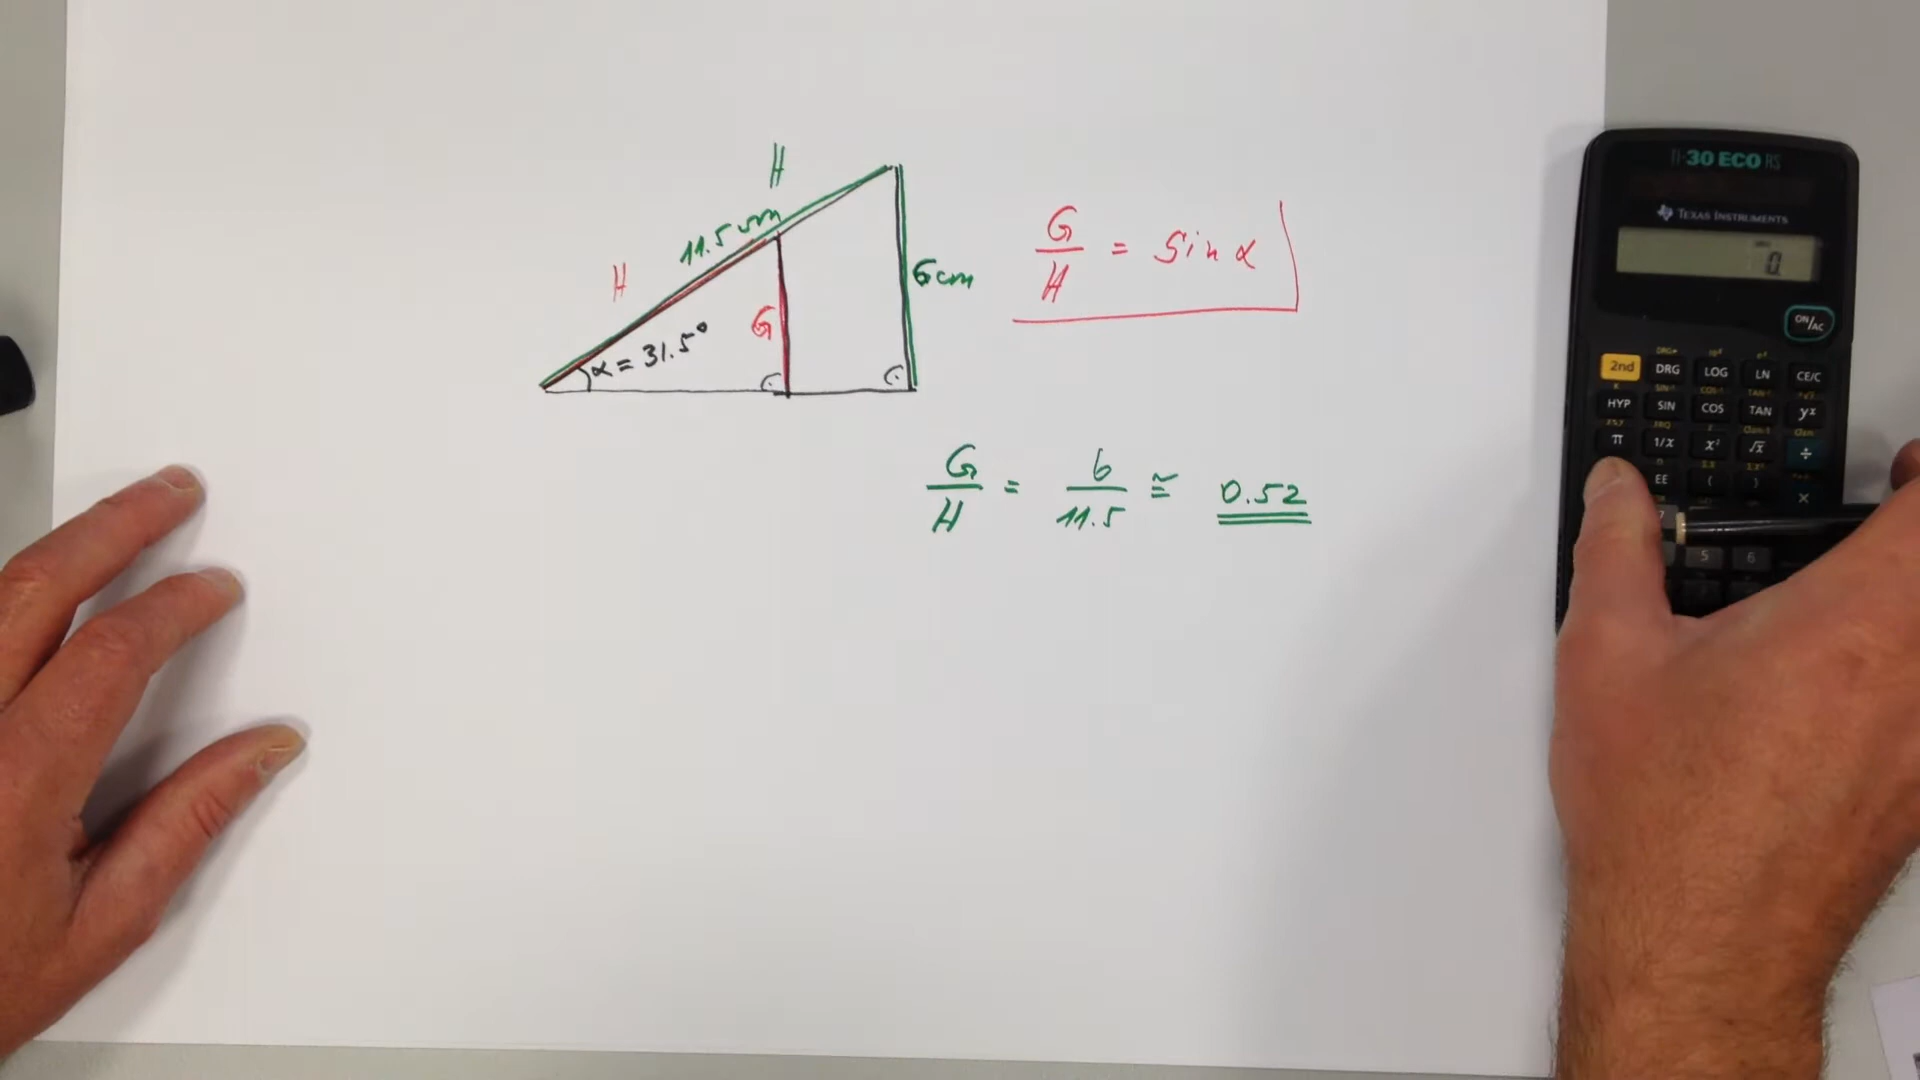 H
11.5 cm
H
G
6cm
α = 31.5°
G/H = Sin α
G/H = 6/11.5 ≅ 0.52
TI-30 ECO RS
TEXAS INSTRUMENTS
0.
ON/AC
2nd DRG LOG LN CE/C
HYP SIN COS TAN yˣ
π 1/x x² √x ÷
EE ( ) ×
7
5 6